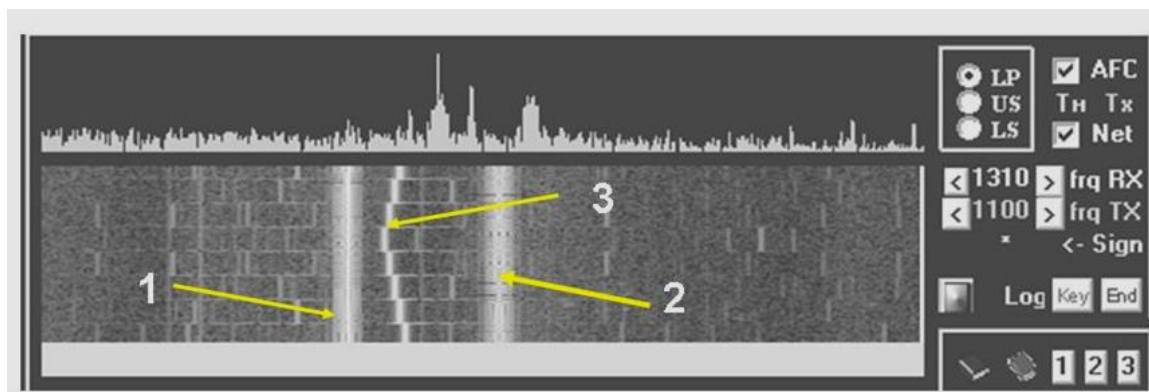 LP AFC
US TH TX
LS Net
< 1310 > frq RX
< 1100 > frq TX
* <- Sign
Log Key End
1 2 3
1
2
3